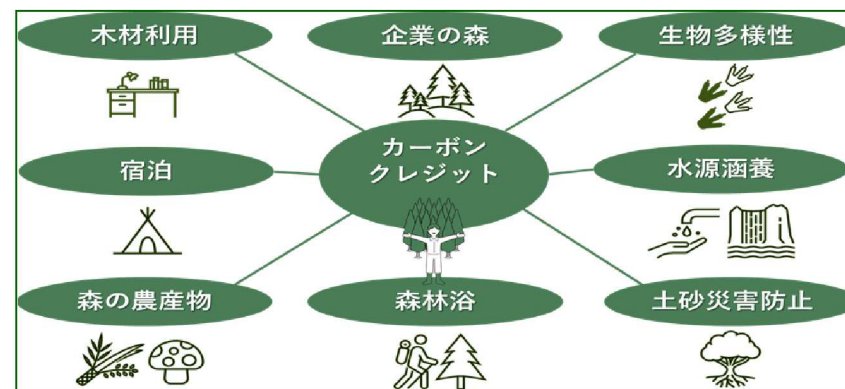 木材利用
企業の森
生物多様性
カーボン
クレジット
宿泊
水源涵養
森の農産物
森林浴
土砂災害防止